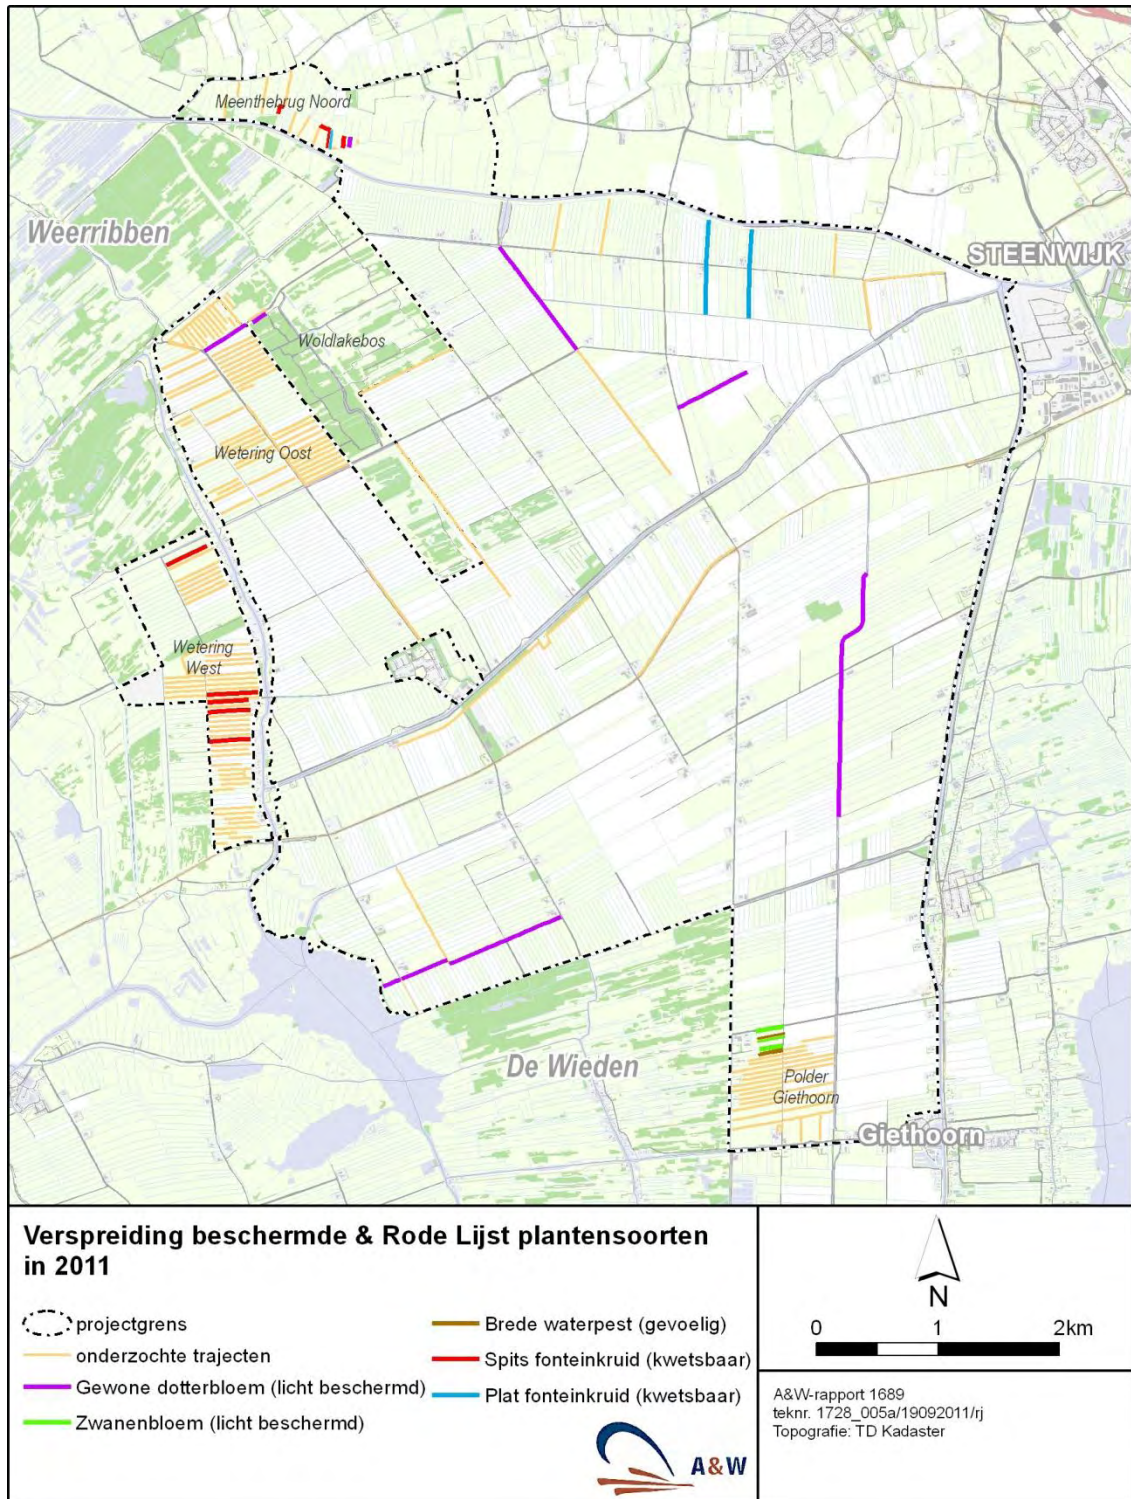 Meenthebrug Noord
Weerribben
STEENWIJK
Woldlakebos
Wetering Oost
Wetering
West
De Wieden
Polder
Giethoorn
Giethoorn
Verspreiding beschermde & Rode Lijst plantensoorten
in 2011
projectgrens
onderzochte trajecten
Gewone dotterbloem (licht beschermd)
Zwanenbloem (licht beschermd)
Brede waterpest (gevoelig)
Spits fonteinkruid (kwetsbaar)
Plat fonteinkruid (kwetsbaar)
A&W
N
0 1 2km
A&W-rapport 1689
teknr. 1728_005a/19092011/rj
Topografie: TD Kadaster